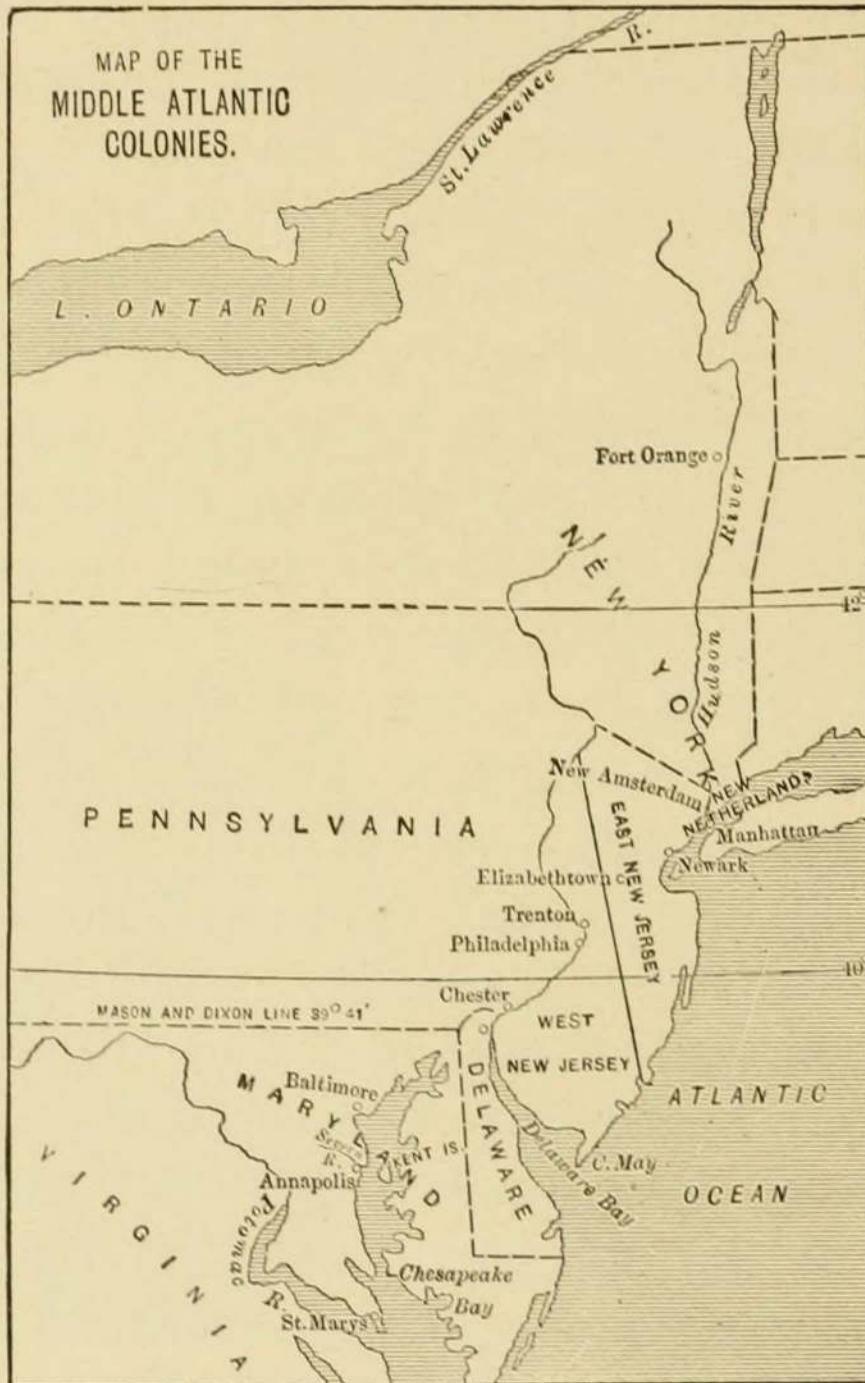 MAP OF THE
MIDDLE ATLANTIC
COLONIES.
St. Lawrence R.
L. ONTARIO
Fort Orange
Hudson River
NEW YORK
42°
New Amsterdam
NEW
NETHERLANDS
Manhattan
PENNSYLVANIA
EAST NEW JERSEY
Newark
Elizabethtown
Trenton
Philadelphia
40°
Chester
MASON AND DIXON LINE 39° 41'
WEST
NEW JERSEY
MARYLAND
Baltimore
DELAWARE
ATLANTIC
OCEAN
Severn
R.
KENT IS.
Delaware Bay
C. May
Annapolis
VIRGINIA
Potomac R.
Chesapeake
Bay
St. Marys